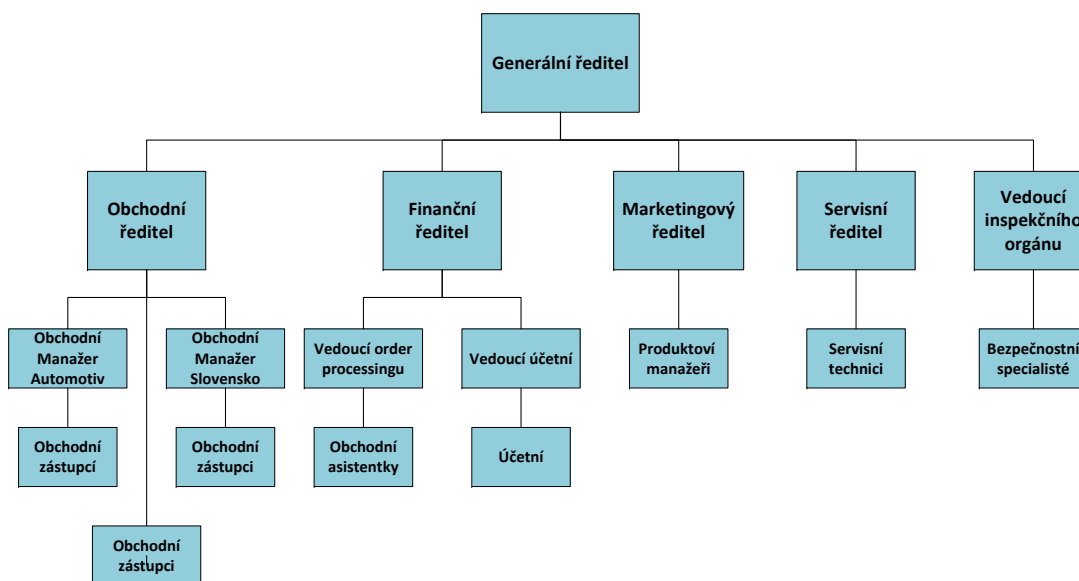 Generální ředitel
Obchodní
ředitel
Finanční
ředitel
Marketingový
ředitel
Servisní
ředitel
Vedoucí
inspekčního
orgánu
Obchodní
Manažer
Automotiv
Obchodní
Manažer
Slovensko
Vedoucí order
processingu
Vedoucí účetní
Produktoví
manažeři
Servisní
technici
Bezpečnostní
specialisté
Obchodní
zástupcí
Obchodní
zástupci
Obchodní
asistentky
Účetní
Obchodní
zástupci